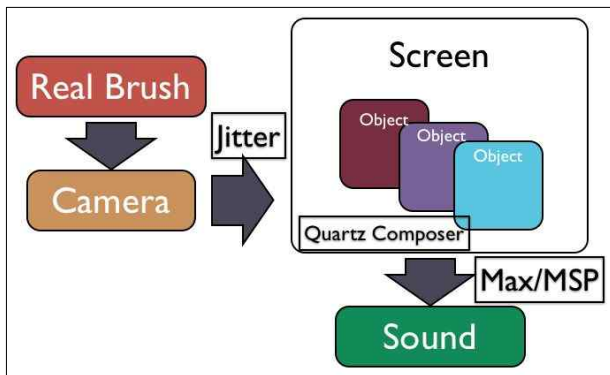 Real Brush
Camera
Jitter
Screen
Object
Object
Object
Quartz Composer
Max/MSP
Sound